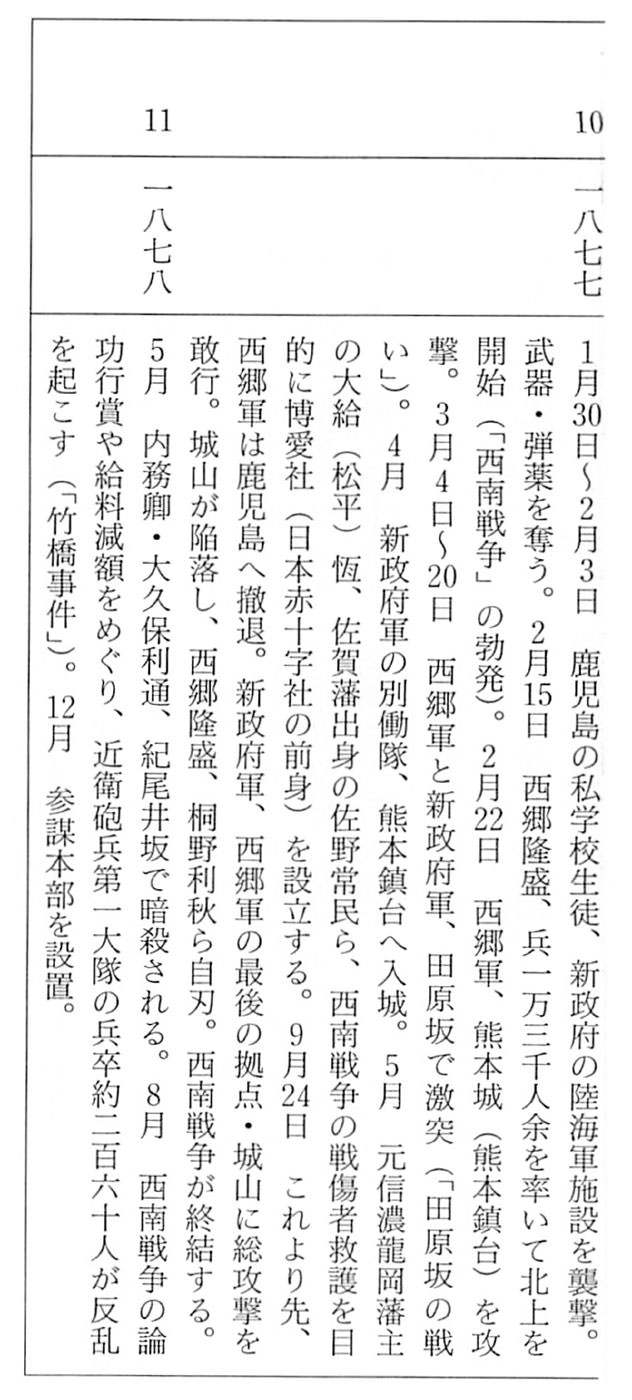 10
一八七七
1月30日〜2月3日　鹿児島の私学校生徒、新政府の陸海軍施設を襲撃。
武器・弾薬を奪う。2月15日　西郷隆盛、兵一万三千人余を率いて北上を
開始（「西南戦争」の勃発）。2月22日　西郷軍、熊本城（熊本鎮台）を攻
撃。3月4日〜20日　西郷軍と新政府軍、田原坂で激突（「田原坂の戦
い」）。4月　新政府軍の別働隊、熊本鎮台へ入城。5月　元信濃龍岡藩主
の大給（松平）恒、佐賀藩出身の佐野常民ら、西南戦争の戦傷者救護を目
的に博愛社（日本赤十字社の前身）を設立する。9月24日　これより先、
西郷軍は鹿児島へ撤退。新政府軍、西郷軍の最後の拠点・城山に総攻撃を
敢行。城山が陥落し、西郷隆盛、桐野利秋ら自刃。西南戦争が終結する。
11
一八七八
5月　内務卿・大久保利通、紀尾井坂で暗殺される。8月　西南戦争の論
功行賞や給料減額をめぐり、近衛砲兵第一大隊の兵卒約二百六十人が反乱
を起こす（「竹橋事件」）。12月　参謀本部を設置。